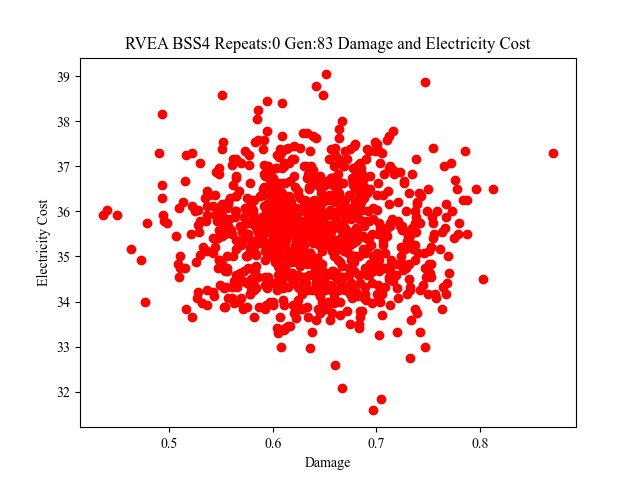 RVEA BSS4 Repeats:0 Gen:83 Damage and Electricity Cost
39
38
37
36
35
34
33
32
Electricity Cost
0.5 0.6 0.7 0.8
Damage